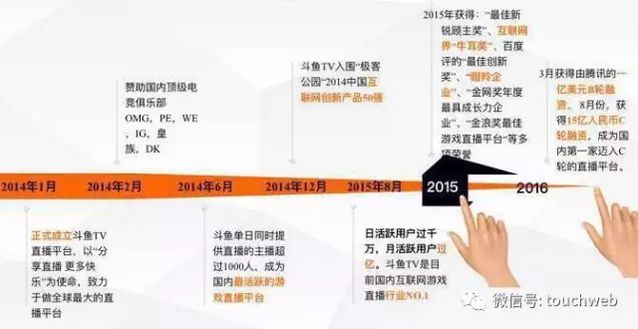 赞助国内顶级电
竞俱乐部
OMG, PE, WE
, IG, 皇
族, DK
斗鱼TV入围“极客
公园“2014中国互
联网创新产品50强
2015年获得：“最佳新
锐顾主奖”、互联网
界“牛耳奖”、百度
评的“最佳创新
奖”、“瞪羚企
业”、“金网奖年度
最具成长力企
业”、“金浪奖最佳
游戏直播平台”等多
项荣誉
3月获得由腾讯的一
亿美元B轮融
资、 8月份，获
得15亿人民币C
轮融资，成为国
内第一家迈入C
轮的直播平台。
2014年1月
2014年2月
2014年6月
2014年12月
2015年8月
2015
2016
正式成立斗鱼TV
直播平台，以“分
享直播 更多快
乐”为使命，致力
于做全球最大的直
播平台
斗鱼单日同时提
供直播的主播超
过1000人，成为
国内最活跃的游
戏直播平台
日活跃用户过千
万，月活跃用户过
亿。斗鱼TV是目
前国内互联网游戏
直播行业NO.1
微信号: touchweb